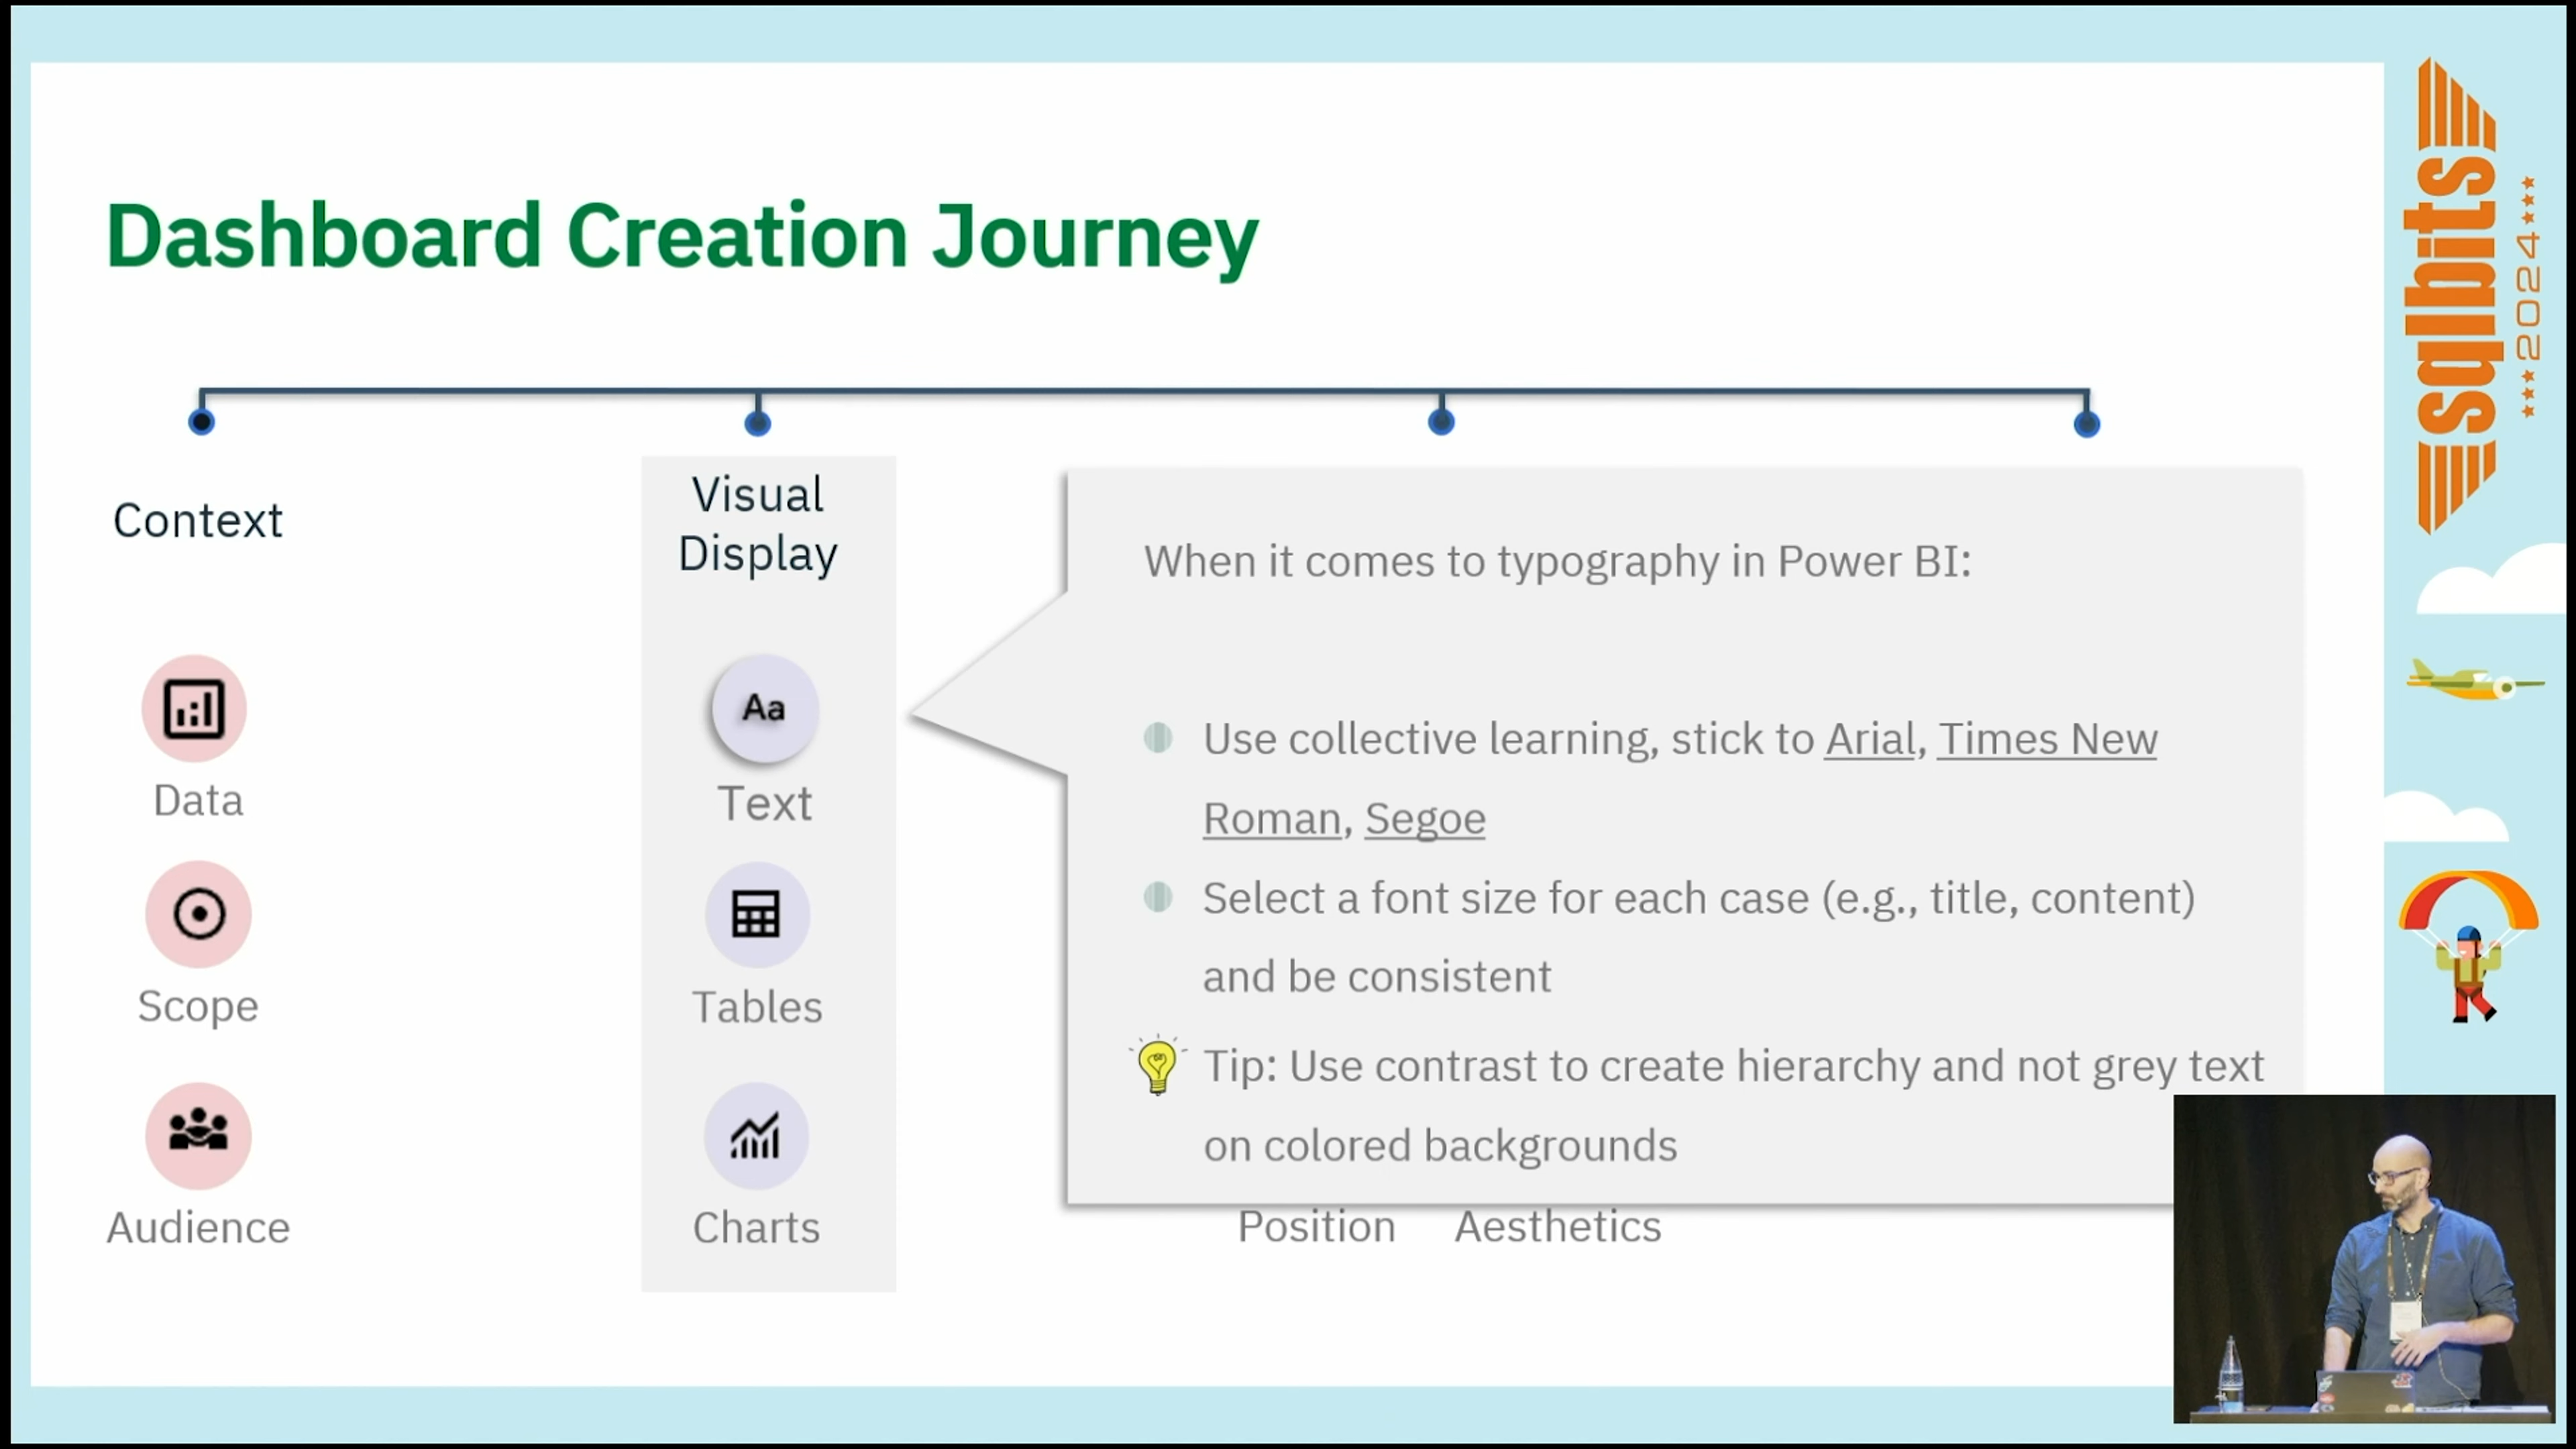 Dashboard Creation Journey
Context
Data
Scope
Audience
Visual
Display
Aa
Text
Tables
Charts
When it comes to typography in Power BI:
Use collective learning, stick to Arial, Times New
Roman, Segoe
Select a font size for each case (e.g., title, content)
and be consistent
Tip: Use contrast to create hierarchy and not grey text
on colored backgrounds
Position
Aesthetics
sqlbits
2024